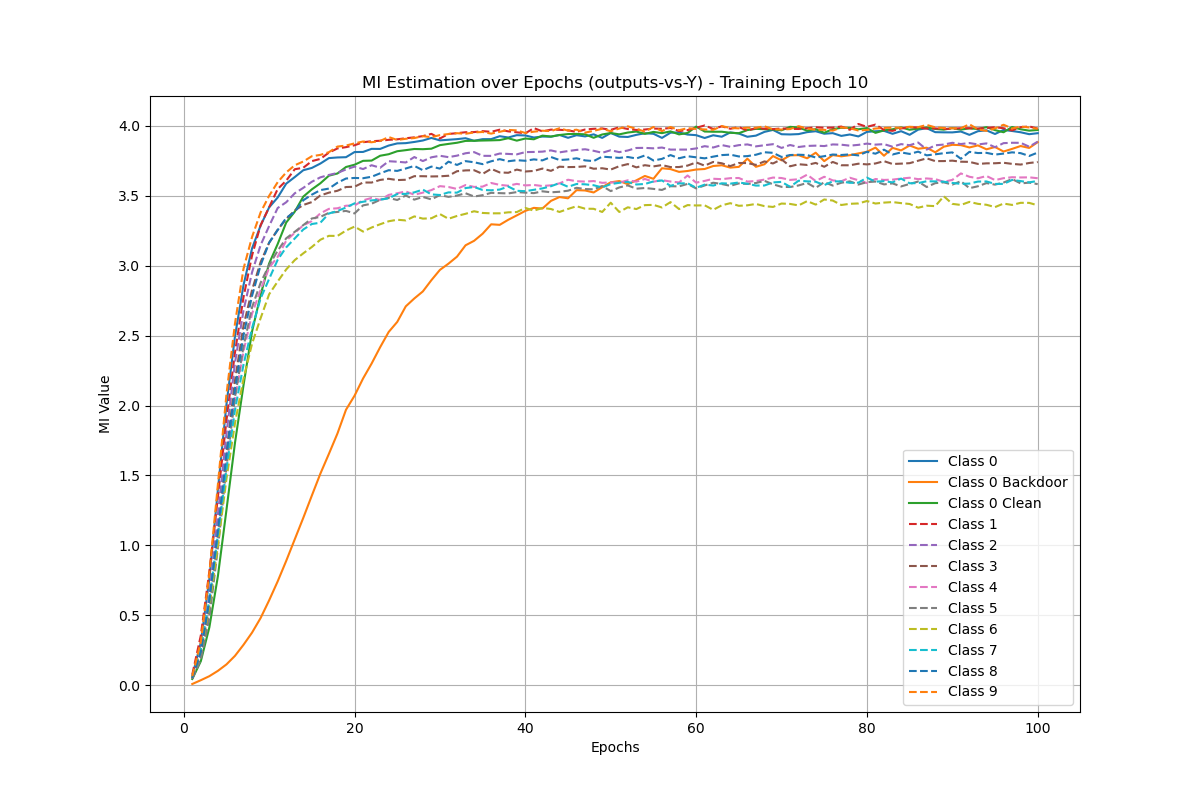 MI Estimation over Epochs (outputs-vs-Y) - Training Epoch 10
MI Value
4.0
3.5
3.0
2.5
2.0
1.5
1.0
0.5
0.0
0
20
40
60
80
100
Epochs
Class 0
Class 0 Backdoor
Class 0 Clean
Class 1
Class 2
Class 3
Class 4
Class 5
Class 6
Class 7
Class 8
Class 9